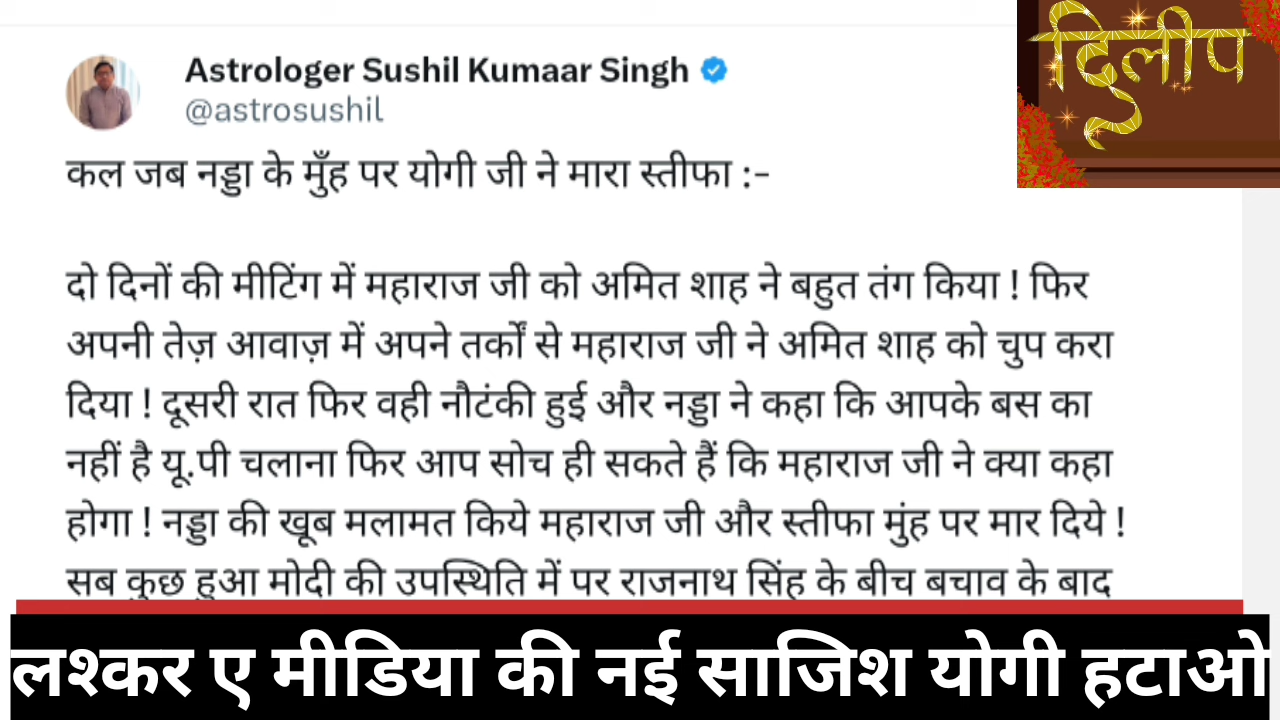 दिलीप
Astrologer Sushil Kumaar Singh
@astrosushil
कल जब नड्डा के मुँह पर योगी जी ने मारा स्तीफा :-
दो दिनों की मीटिंग में महाराज जी को अमित शाह ने बहुत तंग किया ! फिर
अपनी तेज़ आवाज़ में अपने तर्कों से महाराज जी ने अमित शाह को चुप करा
दिया ! दूसरी रात फिर वही नौटंकी हुई और नड्डा ने कहा कि आपके बस का
नहीं है यू.पी चलाना फिर आप सोच ही सकते हैं कि महाराज जी ने क्या कहा
होगा ! नड्डा की खूब मलामत किये महाराज जी और स्तीफा मुंह पर मार दिये !
सब कुछ हुआ मोदी की उपस्थिति में पर राजनाथ सिंह के बीच बचाव के बाद
लश्कर ए मीडिया की नई साजिश योगी हटाओ